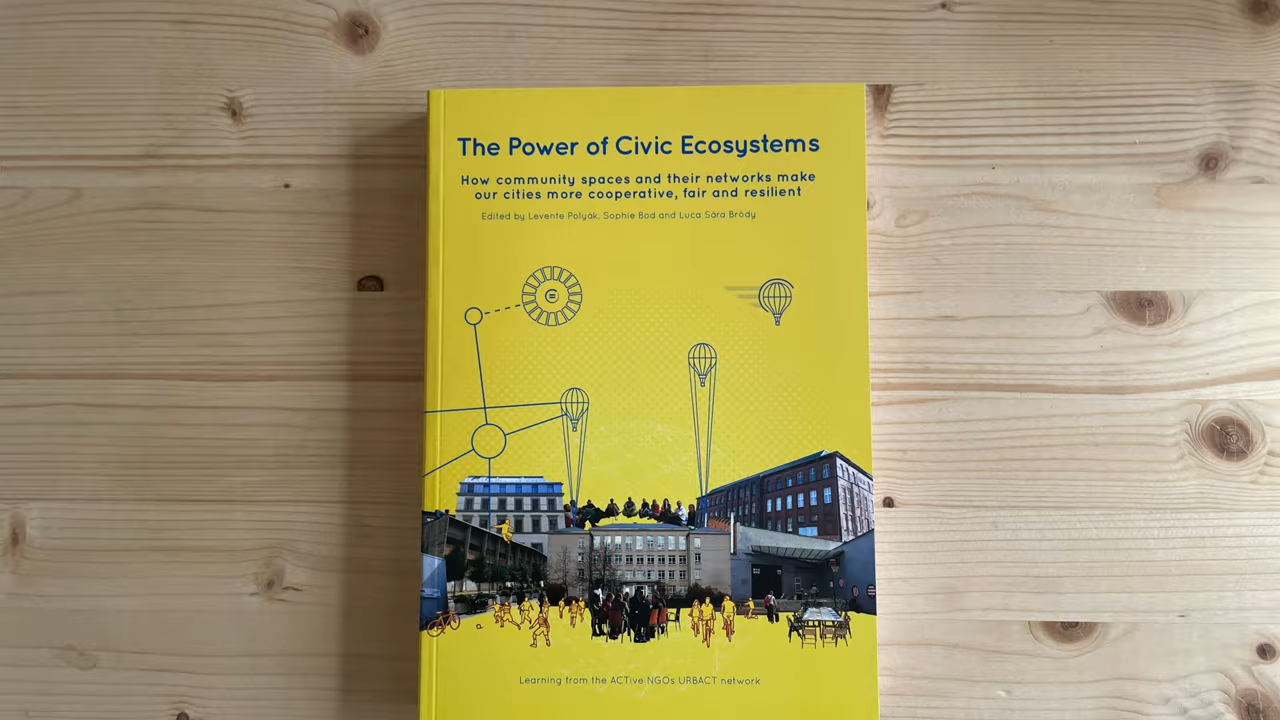 The Power of Civic Ecosystems
How community spaces and their networks make
our cities more cooperative, fair and resilient
Edited by Levente Polyák, Sophie Bod and Luca Sára Bródy
Learning from the ACTive NGOs URBACT network